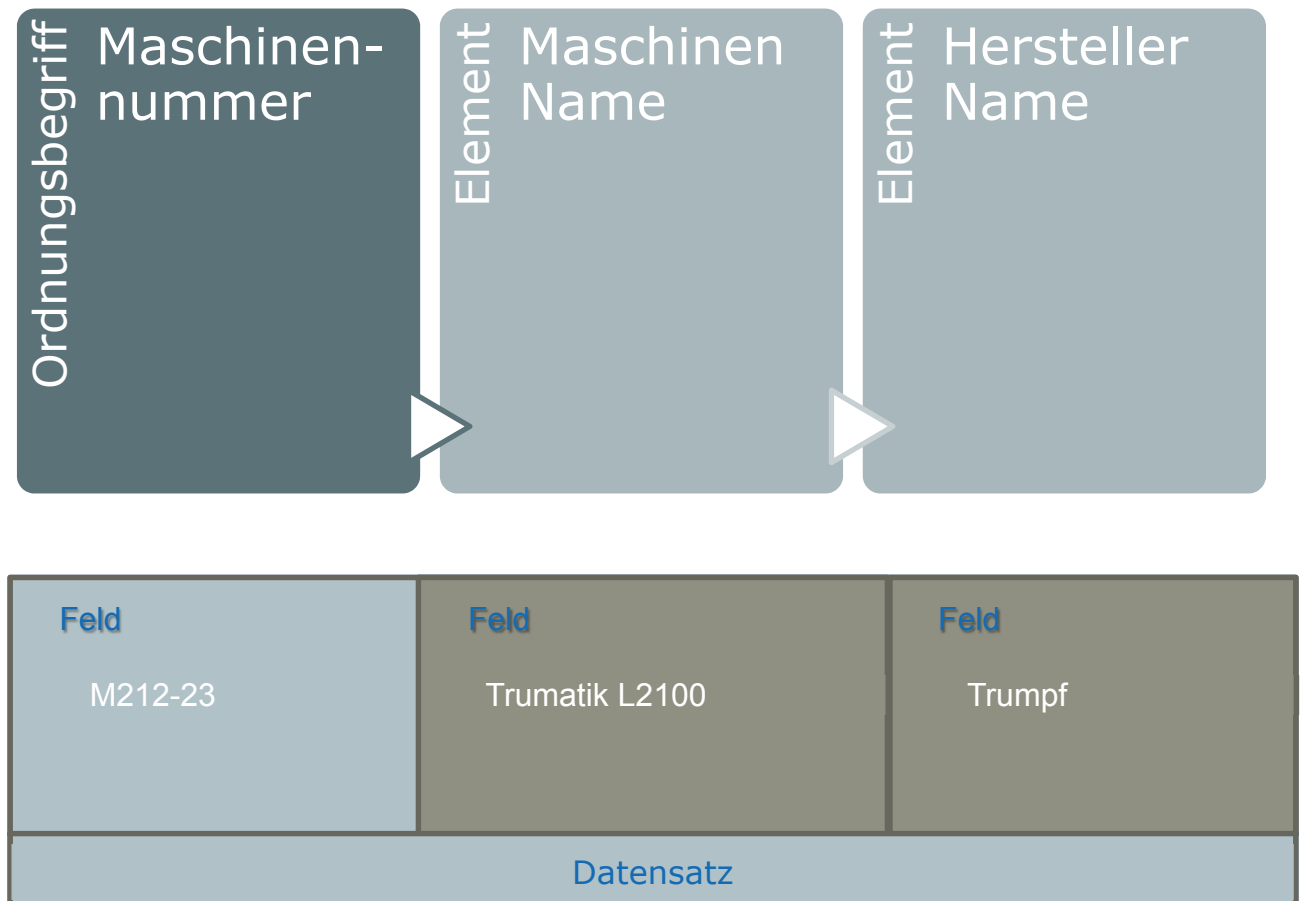 Ordnungsbegriff
Maschinen-
nummer
Element
Maschinen
Name
Element
Hersteller
Name
Feld
M212-23
Feld
Trumatik L2100
Feld
Trumpf
Datensatz